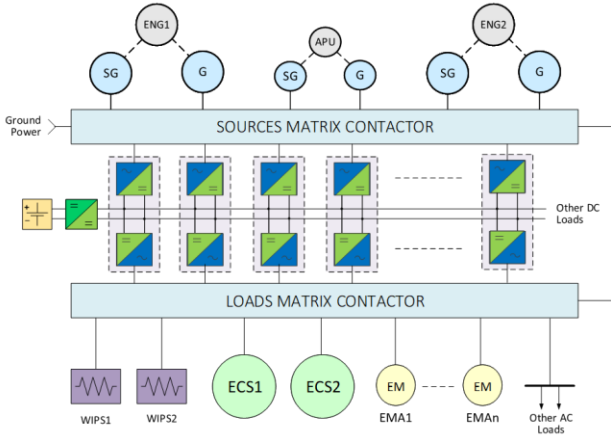 ENG1
APU
ENG2
SG
G
SG
G
SG
G
Ground
Power
SOURCES MATRIX CONTACTOR
Other DC
Loads
LOADS MATRIX CONTACTOR
WIPS1
WIPS2
ECS1
ECS2
EM
EM
EMA1
EMAn
Other AC
Loads